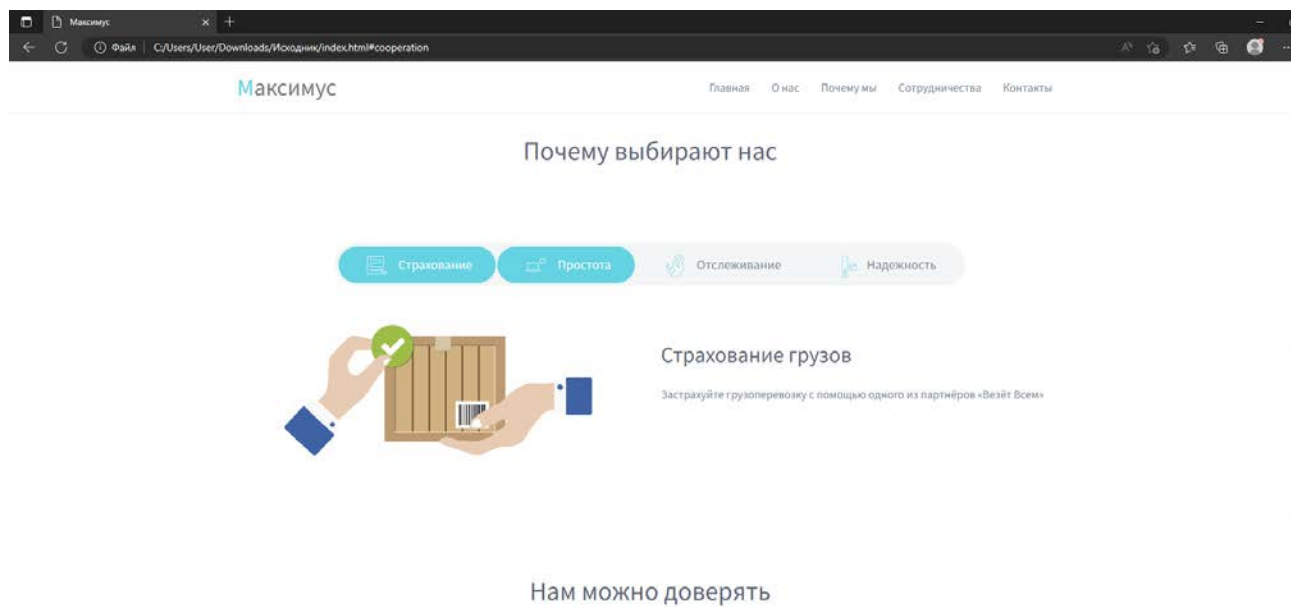 Максимус
Файл C:/Users/User/Downloads/Исходник/index.html#cooperation
Максимус Главная О нас Почему мы Сотрудничества Контакты
Почему выбирают нас
Страхование Простота Отслеживание Надежность
Страхование грузов
Застрахуйте грузоперевозку с помощью одного из партнёров «Везёт Всем»
Нам можно доверять